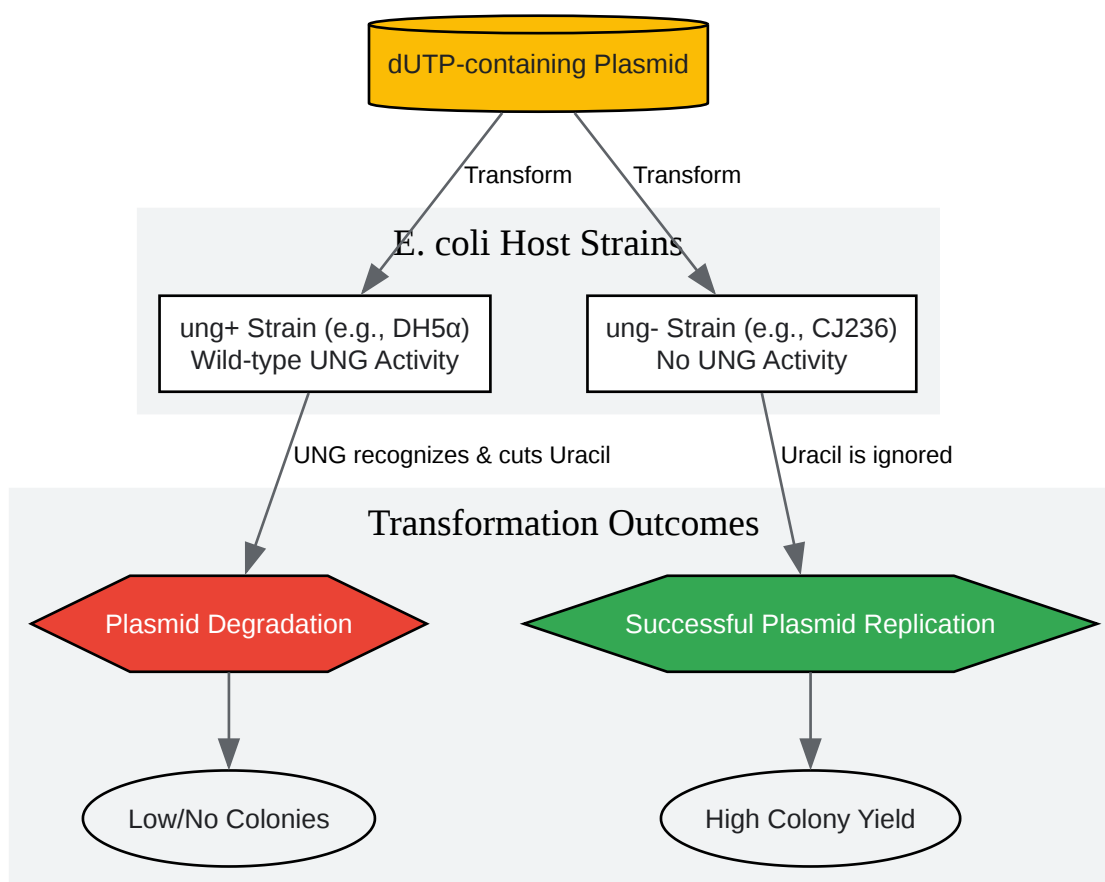 dUTP-containing Plasmid
Transform
Transform
E. coli Host Strains
ung+ Strain (e.g., DH5α)
Wild-type UNG Activity
ung- Strain (e.g., CJ236)
No UNG Activity
UNG recognizes & cuts Uracil
Uracil is ignored
Transformation Outcomes
Plasmid Degradation
Successful Plasmid Replication
Low/No Colonies
High Colony Yield